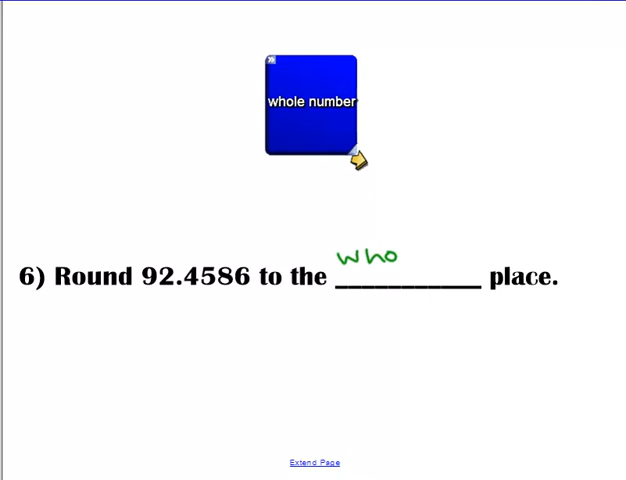 whole number
who
6) Round 92.4586 to the ___________ place.
Extend Page